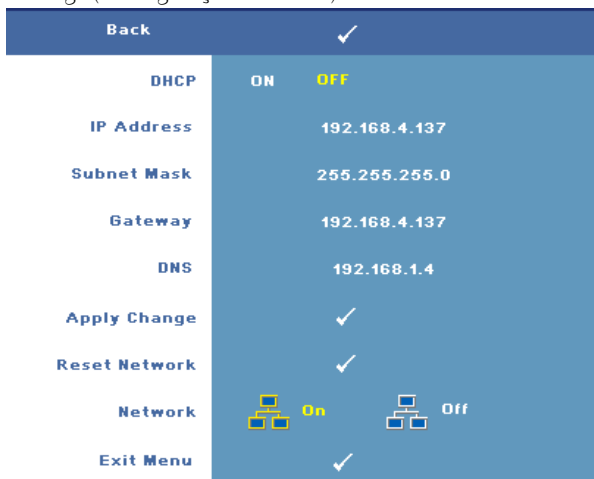 Back
DHCP ON OFF
IP Address 192.168.4.137
Subnet Mask 255.255.255.0
Gateway 192.168.4.137
DNS 192.168.1.4
Apply Change
Reset Network
Network On Off
Exit Menu